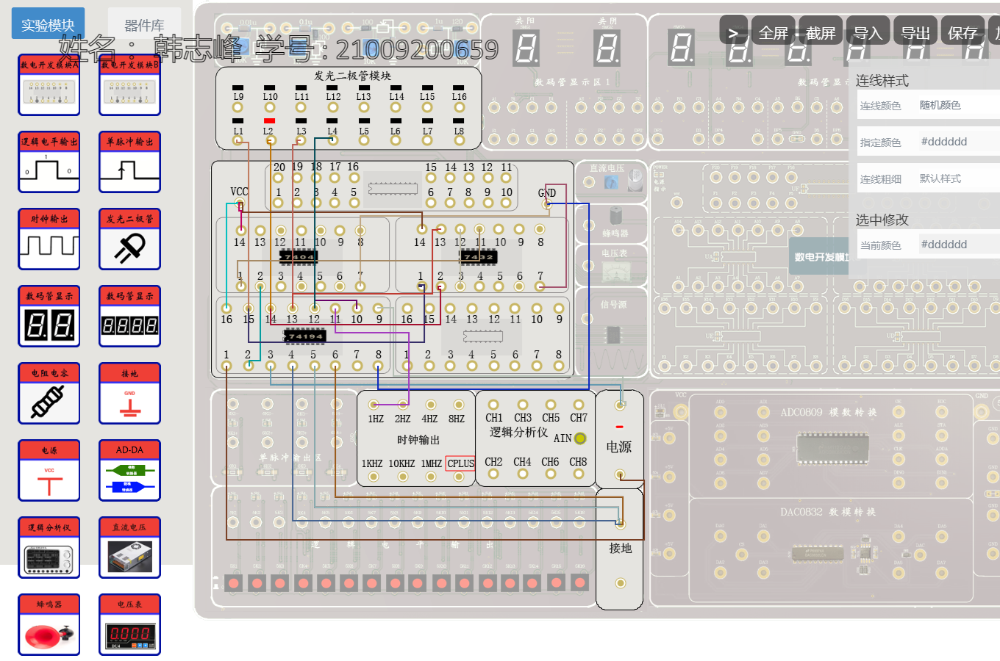 实验模块
器件库
姓名： 韩志峰 学号: 21009200659
数电开发模块A
数电开发模块B
逻辑电平输出
单脉冲输出
时钟输出
发光二极管
数码管显示
数码管显示
电阻电容
接地
GND
电源
VCC
AD-DA
模数转换器
数模转换器
逻辑分析仪
直流电压
蜂鸣器
电压表
0.000
> 全屏 截屏 导入 导出 保存
连线样式
连线颜色 随机颜色
指定颜色 #dddddd
连线粗细 默认样式
选中修改
当前颜色 #dddddd
共阳 共阴
数码管显示区1
发光二极管模块
L9 L10 L11 L12 L13 L14 L15 L16
L1 L2 L3 L4 L5 L6 L7 L8
20 19 18 17 16 15 14 13 12 11
VCC 1 2 3 4 5 6 7 8 9 10 GND
14 13 12 11 10 9 8 14 13 12 11 10 9 8
7404 7432
1 2 3 4 5 6 7 1 2 3 4 5 6 7
16 15 14 13 12 11 10 9 16 15 14 13 12 11 10 9
74194
1 2 3 4 5 6 7 8 1 2 3 4 5 6 7 8
直流电压
蜂鸣器
电压表
信号源
数电开发模块
1HZ 2HZ 4HZ 8HZ
时钟输出
1KHZ 10KHZ 1MHZ CPLUS
CH1 CH3 CH5 CH7
逻辑分析仪 AIN
CH2 CH4 CH6 CH8
电源
接地
单脉冲输出区
逻辑电平输出
VCC
GND
ADC0809 模数转换
DAC0832 数模转换